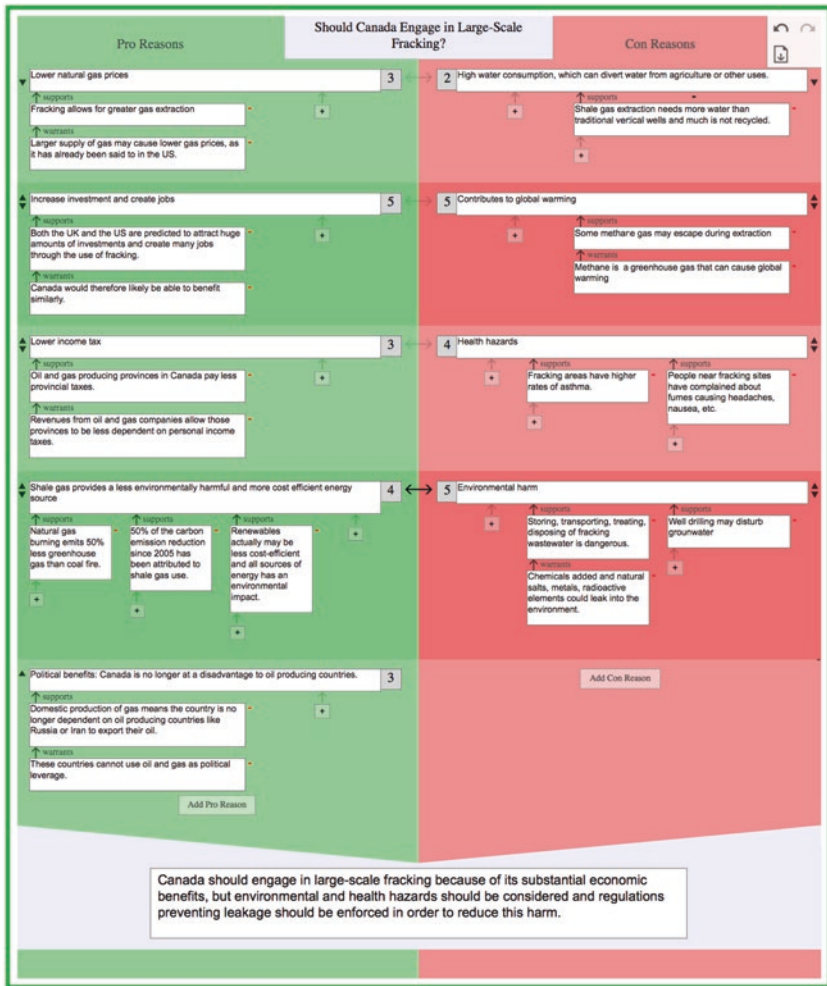 Should Canada Engage in Large-Scale
Fracking?
Pro Reasons
Con Reasons
Lower natural gas prices
3
supports
Fracking allows for greater gas extraction
+
warrants
Larger supply of gas may cause lower gas prices, as
it has already been said to in the US.
2
High water consumption, which can divert water from agriculture or other uses.
+
supports
Shale gas extraction needs more water than
traditional verical wells and much is not recycled.
+
Increase investment and create jobs
5
supports
Both the UK and the US are predicted to attract huge
amounts of investments and create many jobs
through the use of fracking.
+
warrants
Canada would therefore likely be able to benefit
similarly.
5
Contributes to global warming
+
supports
Some methane gas may escape during extraction
warrants
Methane is a greenhouse gas that can cause global
warming
Lower income tax
3
supports
Oil and gas producing provinces in Canada pay less
provincial taxes.
+
warrants
Revenues from oil and gas companies allow those
provinces to be less dependent on personal income
taxes.
4
Health hazards
+
supports
Fracking areas have higher
rates of asthma.
+
supports
People near fracking sites
have complained about
fumes causing headaches,
nausea, etc.
+
Shale gas provides a less environmentally harmful and more cost efficient energy
source
4
supports
Natural gas
burning emits 50%
less greenhouse
gas than coal fire.
+
supports
50% of the carbon
emission reduction
since 2005 has
been attributed to
shale gas use.
+
supports
Renewables
actually may be
less cost-efficient
and all sources of
energy has an
environmental
impact.
+
+
5
Environmental harm
+
supports
Storing, transporting, treating,
disposing of fracking
wastewater is dangerous.
warrants
Chemicals added and natural
salts, metals, radioactive
elements could leak into the
environment.
supports
Well drilling may disturb
grounwater
+
Political benefits: Canada is no longer at a disadvantage to oil producing countries.
3
supports
Domestic production of gas means the country is no
longer dependent on oil producing countries like
Russia or Iran to export their oil.
+
warrants
These countries cannot use oil and gas as political
leverage.
Add Pro Reason
Add Con Reason
Canada should engage in large-scale fracking because of its substantial economic
benefits, but environmental and health hazards should be considered and regulations
preventing leakage should be enforced in order to reduce this harm.